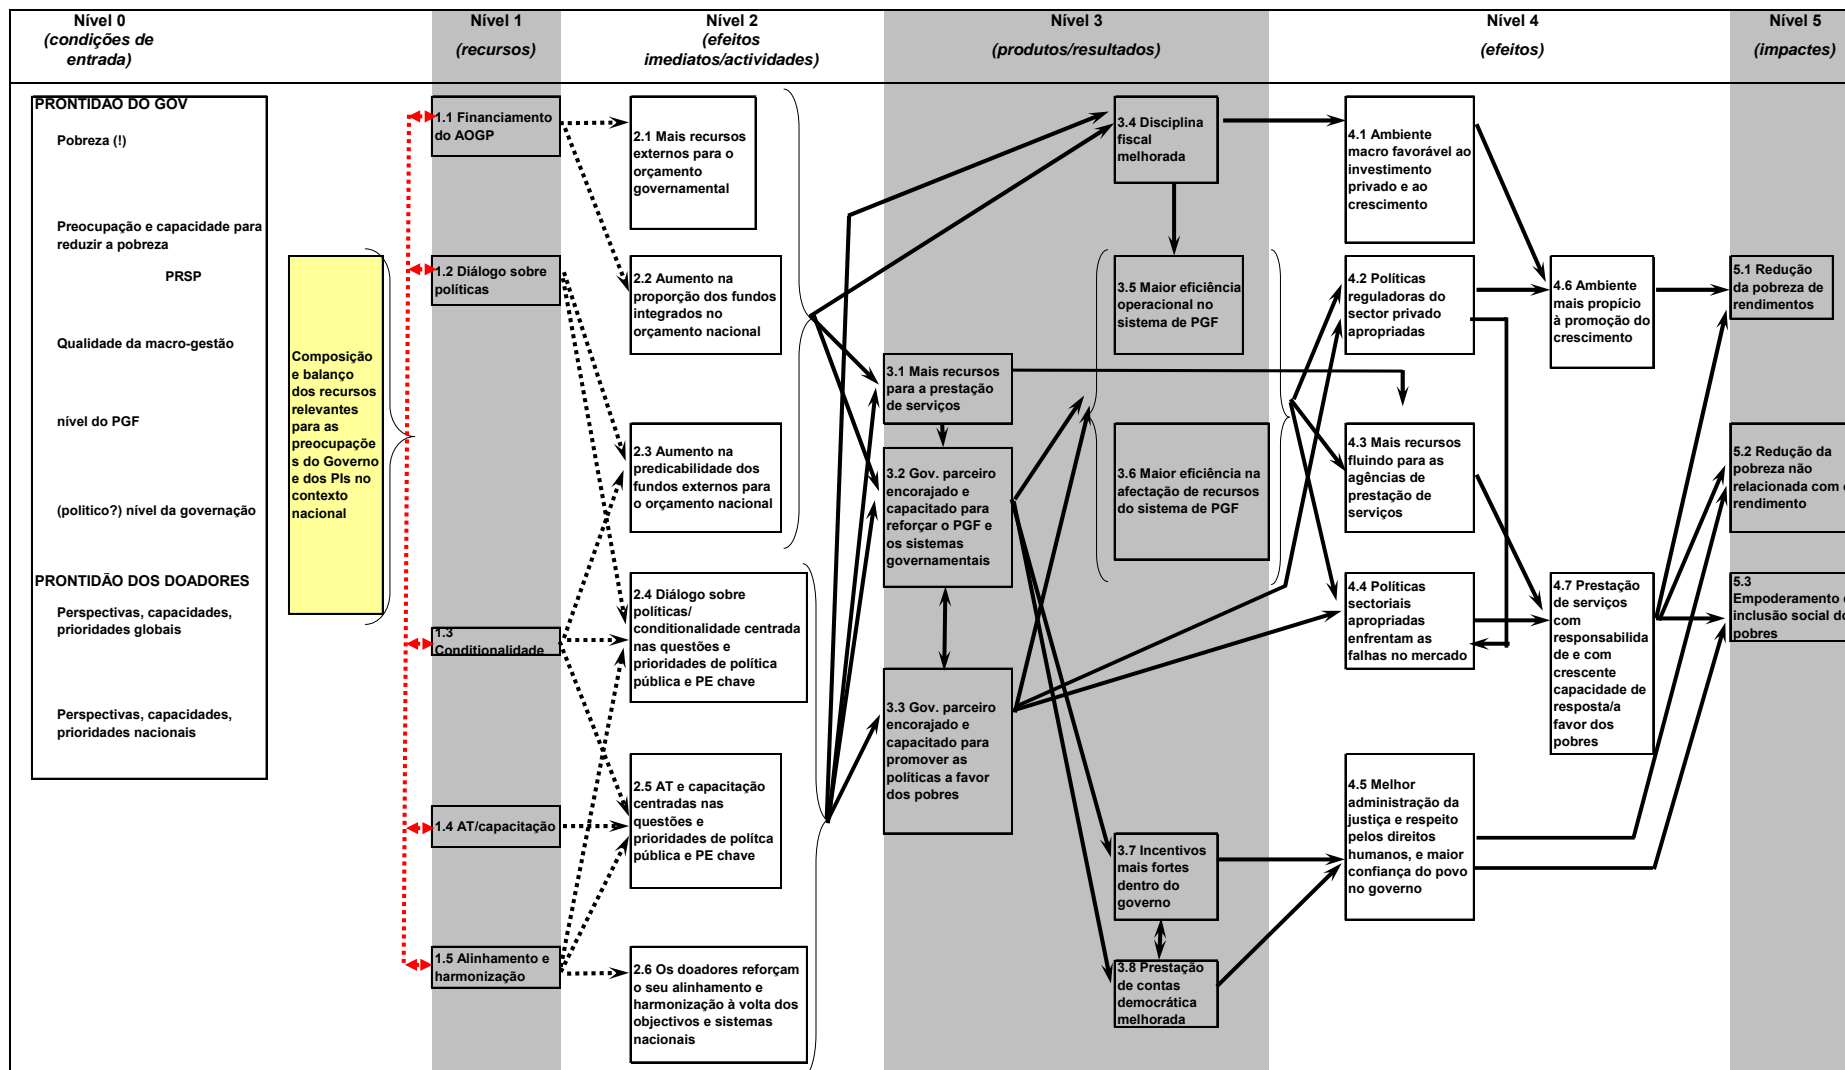 Nível 0
(condições de
entrada)
Nível 1
(recursos)
Nível 2
(efeitos
imediatos/actividades)
Nível 3
(produtos/resultados)
Nível 4
(efeitos)
Nível 5
(impactes)
PRONTIDAO DO GOV
Pobreza (!)
Preocupação e capacidade para
reduzir a pobreza
PRSP
Qualidade da macro-gestão
nível do PGF
(politico?) nível da governação
PRONTIDÃO DOS DOADORES
Perspectivas, capacidades,
prioridades globais
Perspectivas, capacidades,
prioridades nacionais
Composição
e balanço
dos recursos
relevantes
para as
preocupaçõe
s do Governo
e dos PIs no
contexto
nacional
1.1 Financiamento
do AOGP
1.2 Diálogo sobre
políticas
1.3
Conditionalidade
1.4 AT/capacitação
1.5 Alinhamento e
harmonização
2.1 Mais recursos
externos para o
orçamento
governamental
2.2 Aumento na
proporção dos fundos
integrados no
orçamento nacional
2.3 Aumento na
predicabilidade dos
fundos externos para
o orçamento nacional
2.4 Diálogo sobre
políticas/
conditionalidade centrada
nas questões e
prioridades de política
pública e PE chave
2.5 AT e capacitação
centradas nas
questões e
prioridades de polítca
pública e PE chave
2.6 Os doadores reforçam
o seu alinhamento e
harmonização à volta dos
objectivos e sistemas
nacionais
3.1 Mais recursos
para a prestação
de serviços
3.2 Gov. parceiro
encorajado e
capacitado para
reforçar o PGF e
os sistemas
governamentais
3.3 Gov. parceiro
encorajado e
capacitado para
promover as
políticas a favor
dos pobres
3.4 Disciplina
fiscal
melhorada
3.5 Maior eficiência
operacional no
sistema de PGF
3.6 Maior eficiência na
afectação de recursos
do sistema de PGF
3.7 Incentivos
mais fortes
dentro do
governo
3.8 Prestação
de contas
democrática
melhorada
4.1 Ambiente
macro favorável ao
investimento
privado e ao
crescimento
4.2 Políticas
reguladoras do
sector privado
apropriadas
4.3 Mais recursos
fluindo para as
agências de
prestação de
serviços
4.4 Políticas
sectoriais
apropriadas
enfrentam as
falhas no mercado
4.5 Melhor
administração da
justiça e respeito
pelos direitos
humanos, e maior
confiança do povo
no governo
4.6 Ambiente
mais propício
à promoção do
crescimento
4.7 Prestação
de serviços
com
responsabilida
de e com
crescente
capacidade de
resposta/a
favor dos
pobres
5.1 Redução
da pobreza de
rendimentos
5.2 Redução da
pobreza não
relacionada com
rendimento
5.3
Empoderamento
inclusão social
pobres